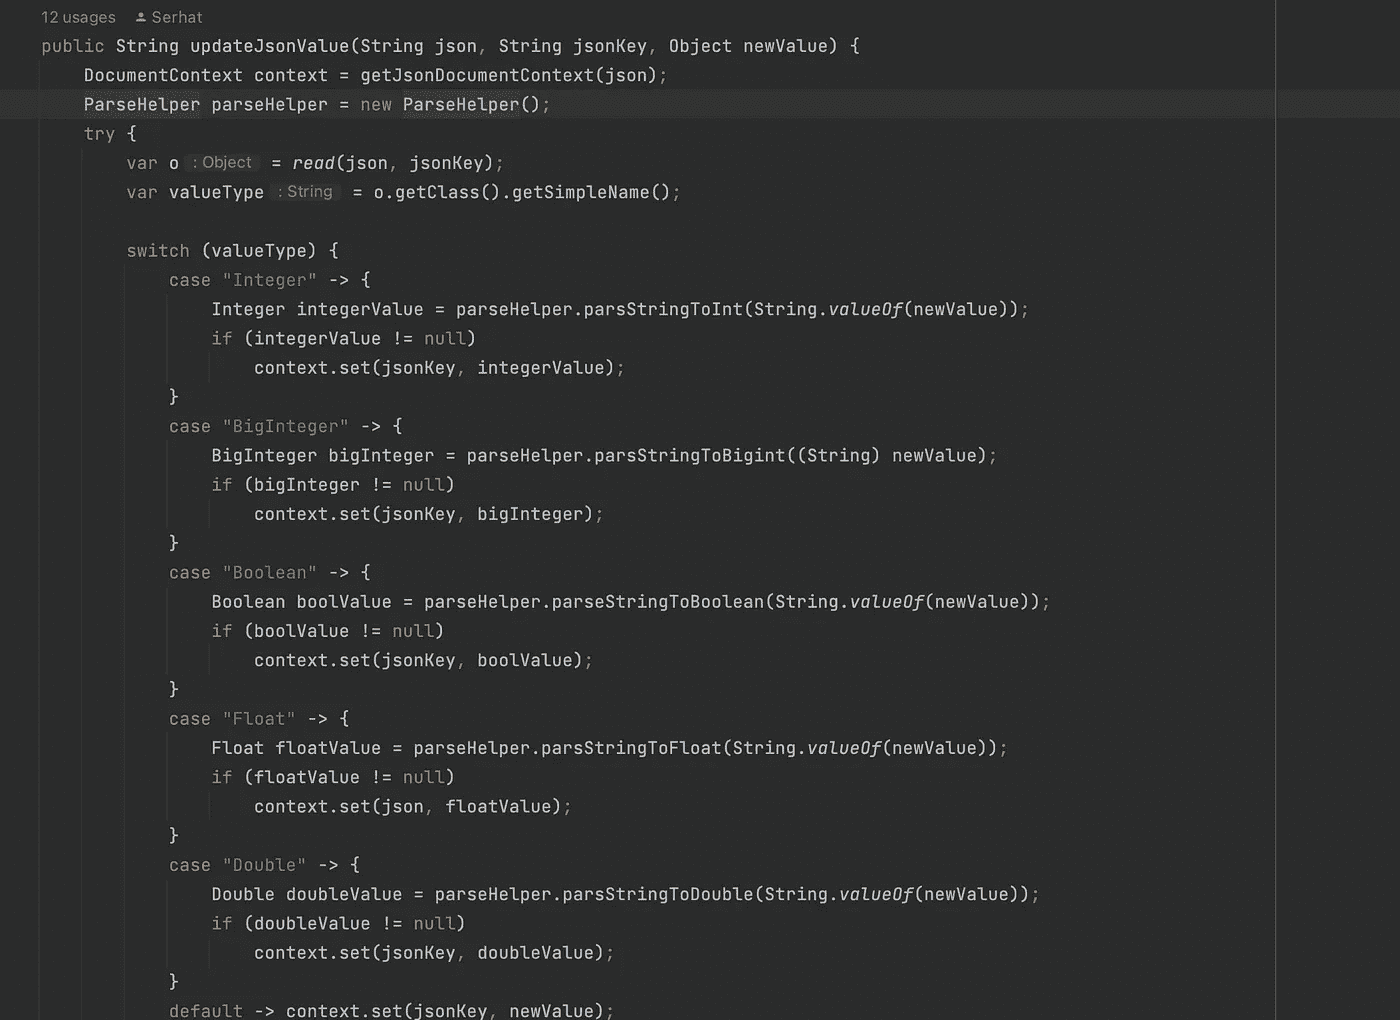 12 usages Serhat
public String updateJsonValue(String json, String jsonKey, Object newValue) {
DocumentContext context = getJsonDocumentContext(json);
ParseHelper parseHelper = new ParseHelper();
try {
var o : Object = read(json, jsonKey);
var valueType : String = o.getClass().getSimpleName();
switch (valueType) {
case "Integer" -> {
Integer integerValue = parseHelper.parsStringToInt(String.valueOf(newValue));
if (integerValue != null)
context.set(jsonKey, integerValue);
}
case "BigInteger" -> {
BigInteger bigInteger = parseHelper.parsStringToBigint((String) newValue);
if (bigInteger != null)
context.set(jsonKey, bigInteger);
}
case "Boolean" -> {
Boolean boolValue = parseHelper.parseStringToBoolean(String.valueOf(newValue));
if (boolValue != null)
context.set(jsonKey, boolValue);
}
case "Float" -> {
Float floatValue = parseHelper.parsStringToFloat(String.valueOf(newValue));
if (floatValue != null)
context.set(json, floatValue);
}
case "Double" -> {
Double doubleValue = parseHelper.parsStringToDouble(String.valueOf(newValue));
if (doubleValue != null)
context.set(jsonKey, doubleValue);
}
default -> context.set(jsonKey, newValue);